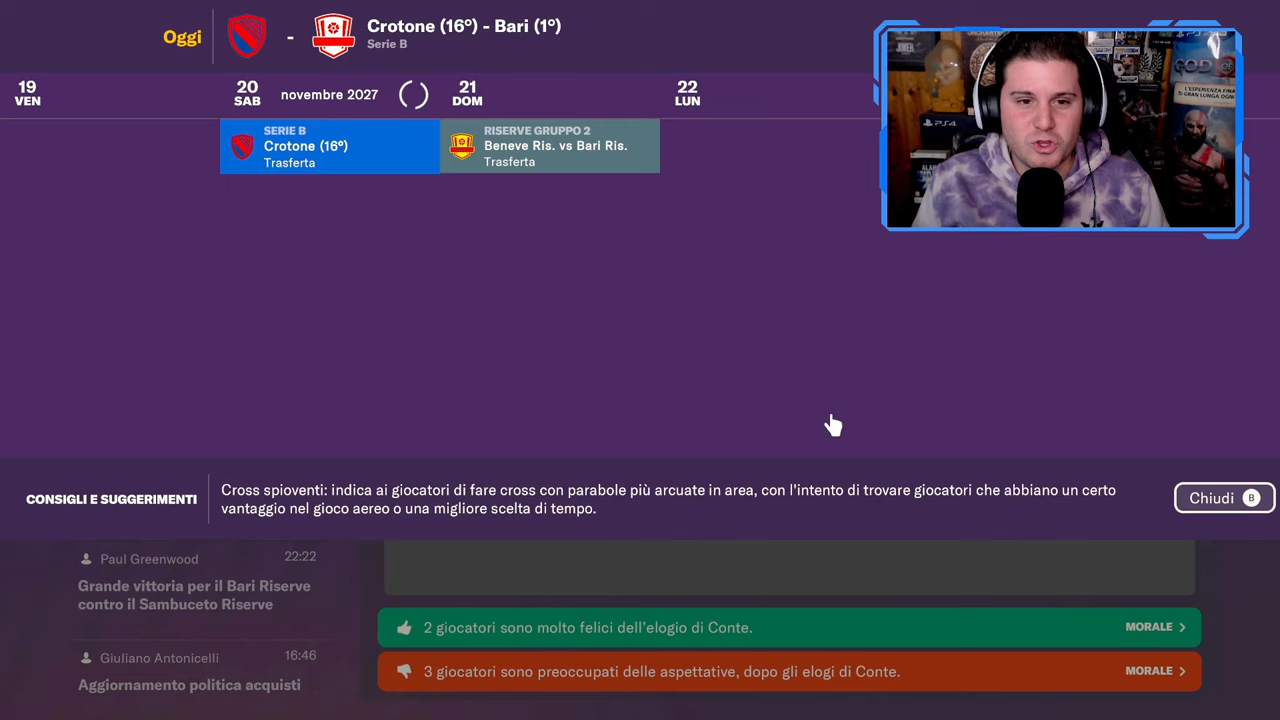 Oggi
-
Crotone (16°) - Bari (1°)
Serie B
19
VEN
20
SAB
novembre 2027
21
DOM
22
LUN
SERIE B
Crotone (16°)
Trasferta
RISERVE GRUPPO 2
Beneve Ris. vs Bari Ris.
Trasferta
PS4
L'ESPERIENZA FINA
CONSIGLI E SUGGERIMENTI
Cross spioventi: indica ai giocatori di fare cross con parabole più arcuate in area, con l'intento di trovare giocatori che abbiano un certo
vantaggio nel gioco aereo o una migliore scelta di tempo.
Chiudi B
Paul Greenwood
22:22
Grande vittoria per il Bari Riserve
contro il Sambuceto Riserve
Giuliano Antonicelli
16:46
Aggiornamento politica acquisti
2 giocatori sono molto felici dell'elogio di Conte.
MORALE >
3 giocatori sono preoccupati delle aspettative, dopo gli elogi di Conte.
MORALE >